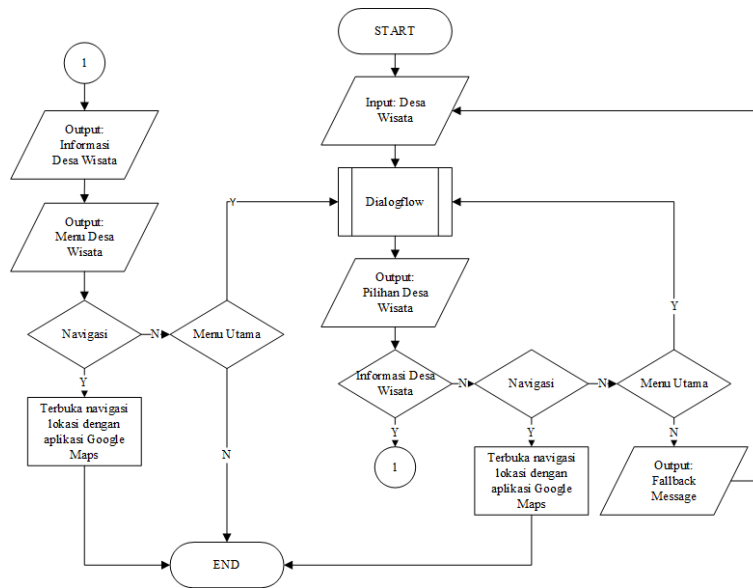 START
Input: Desa
Wisata
Dialogflow
Output:
Pilihan Desa
Wisata
Informasi Desa
Wisata
Y
1
N
Navigasi
Y
Terbuka navigasi
lokasi dengan
aplikasi Google
Maps
N
Menu Utama
Y
N
Output:
Fallback
Message
1
Output:
Informasi
Desa Wisata
Output:
Menu Desa
Wisata
Navigasi
Y
Terbuka navigasi
lokasi dengan
aplikasi Google
Maps
N
Menu Utama
Y
N
END